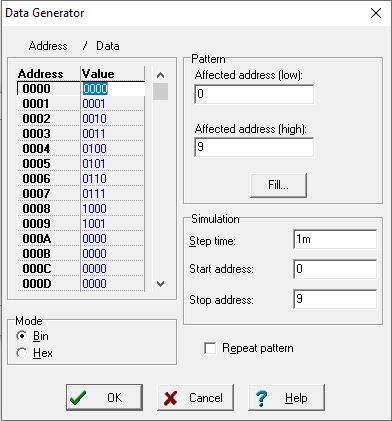 Data Generator
Address / Data
Address Value
0000 0000
0001 0001
0002 0010
0003 0011
0004 0100
0005 0101
0006 0110
0007 0111
0008 1000
0009 1001
000A 0000
000B 0000
000C 0000
000D 0000
Mode
Bin
Hex
Pattern
Affected address (low):
0
Affected address (high):
9
Fill...
Simulation
Step time: 1m
Start address: 0
Stop address: 9
Repeat pattern
OK Cancel ? Help